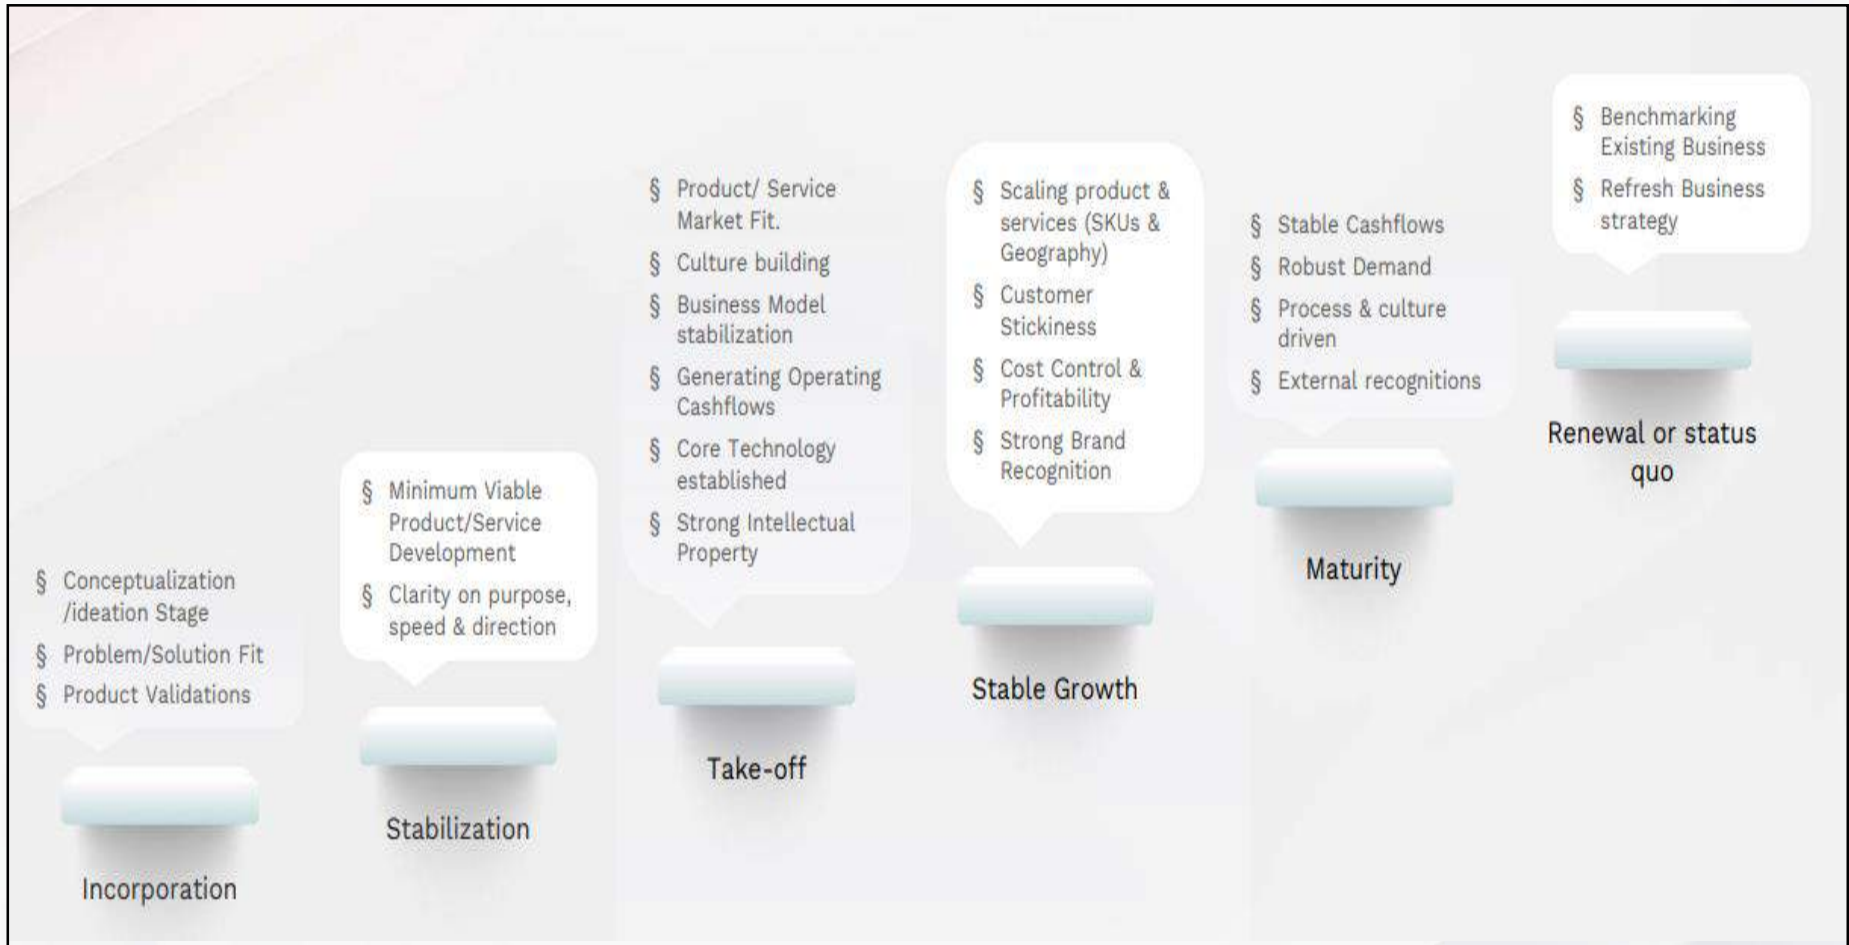 § Conceptualization
/ideation Stage
§ Problem/Solution Fit
§ Product Validations
Incorporation
§ Minimum Viable
Product/Service
Development
§ Clarity on purpose,
speed & direction
Stabilization
§ Product/ Service
Market Fit.
§ Culture building
§ Business Model
stabilization
§ Generating Operating
Cashflows
§ Core Technology
established
§ Strong Intellectual
Property
Take-off
§ Scaling product &
services (SKUs &
Geography)
§ Customer
Stickiness
§ Cost Control &
Profitability
§ Strong Brand
Recognition
Stable Growth
§ Stable Cashflows
§ Robust Demand
§ Process & culture
driven
§ External recognitions
Maturity
§ Benchmarking
Existing Business
§ Refresh Business
strategy
Renewal or status
quo